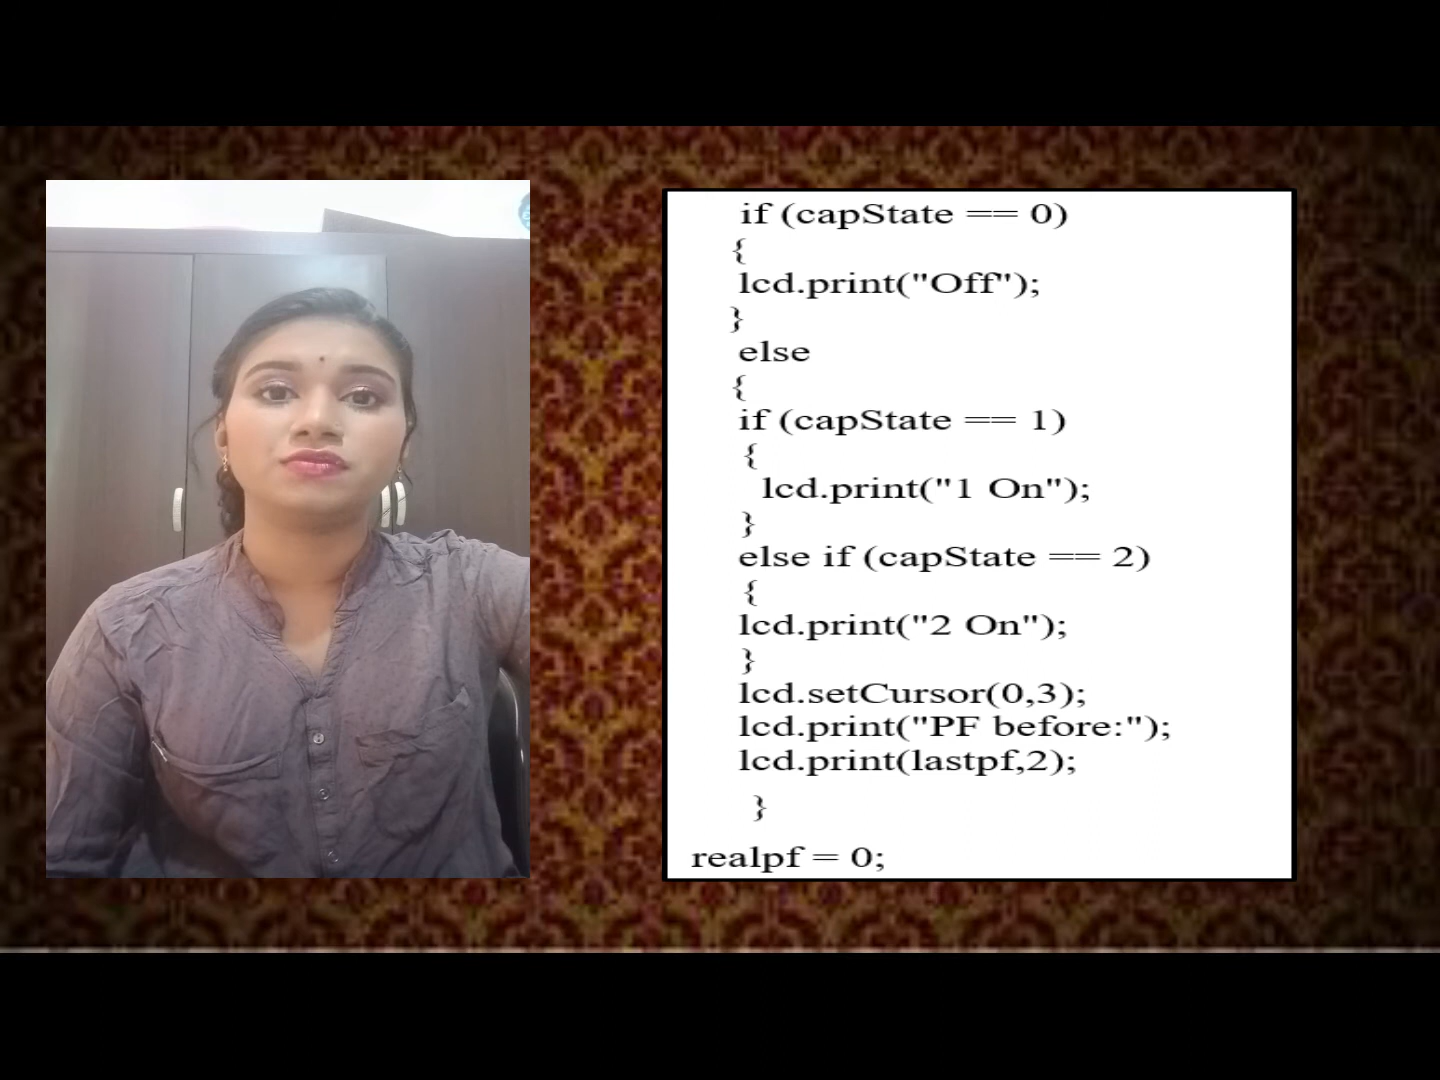 if (capState == 0)
{
lcd.print("Off");
}
else
{
if (capState == 1)
{
lcd.print("1 On");
}
else if (capState == 2)
{
lcd.print("2 On");
}
lcd.setCursor(0,3);
lcd.print("PF before:");
lcd.print(lastpf,2);
}
realpf = 0;